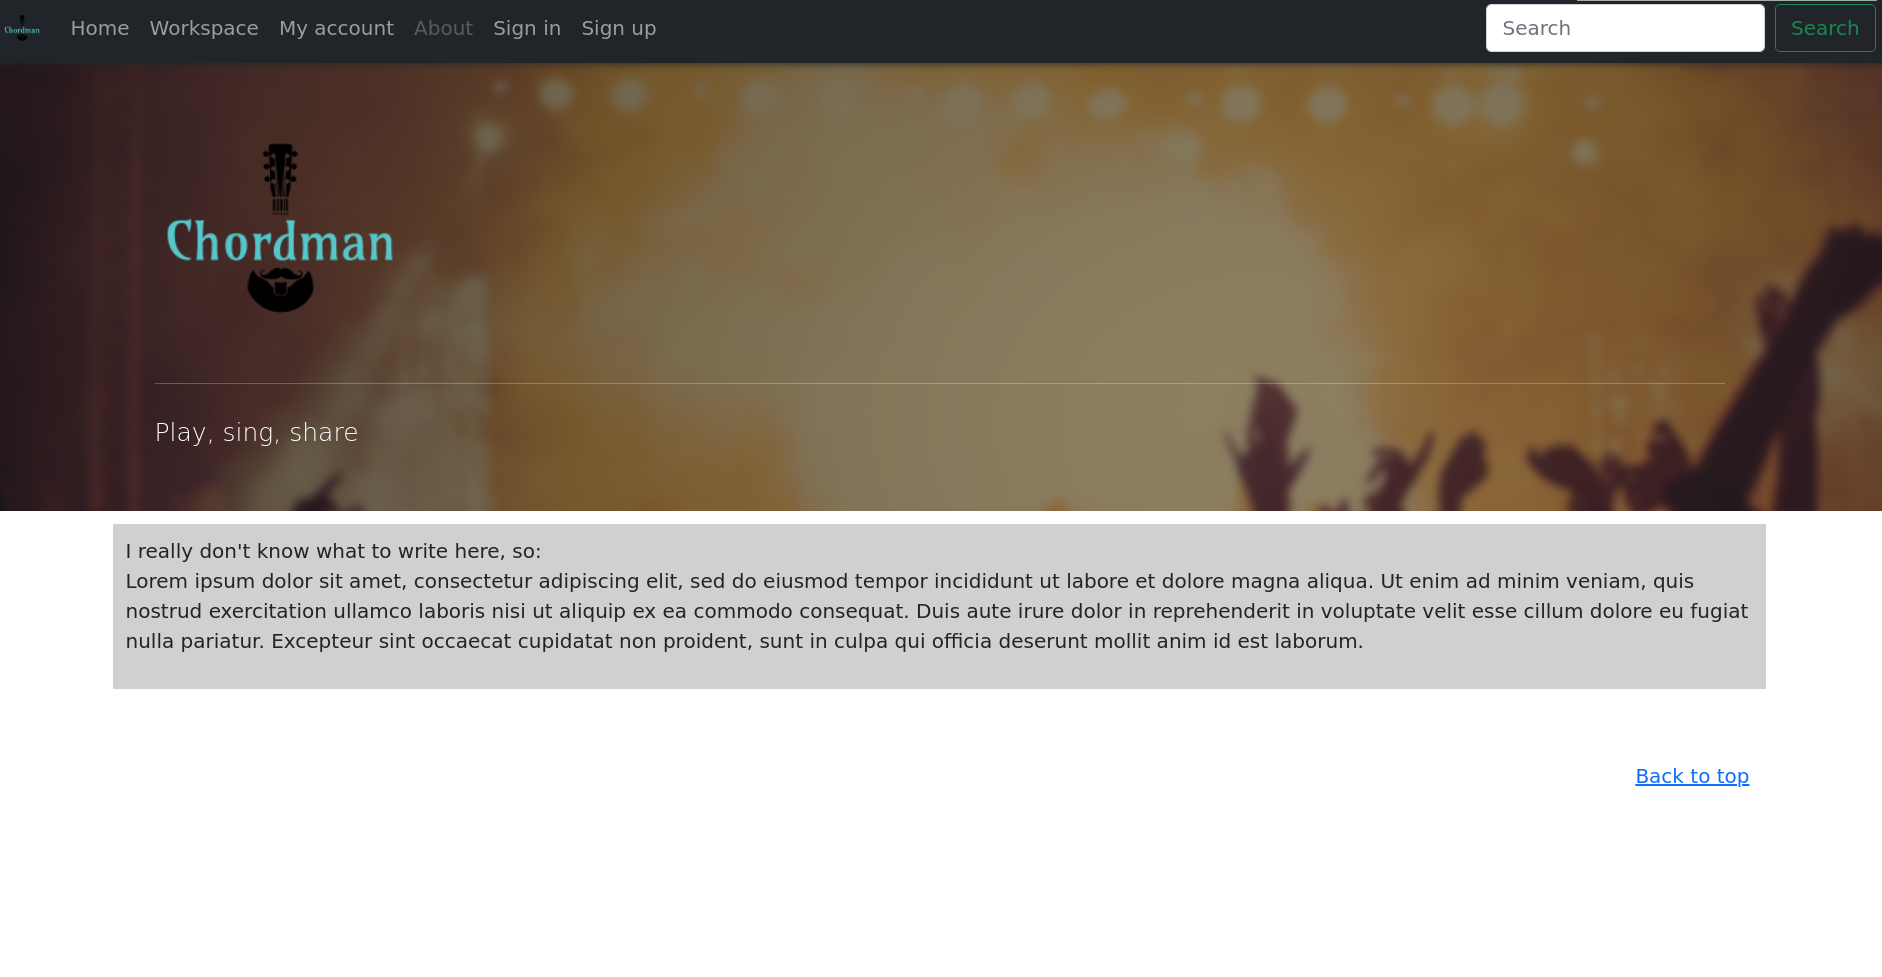 Chordman
Home Workspace My account About Sign in Sign up
Search Search
Chordman
Play, sing, share
I really don't know what to write here, so:
Lorem ipsum dolor sit amet, consectetur adipiscing elit, sed do eiusmod tempor incididunt ut labore et dolore magna aliqua. Ut enim ad minim veniam, quis
nostrud exercitation ullamco laboris nisi ut aliquip ex ea commodo consequat. Duis aute irure dolor in reprehenderit in voluptate velit esse cillum dolore eu fugiat
nulla pariatur. Excepteur sint occaecat cupidatat non proident, sunt in culpa qui officia deserunt mollit anim id est laborum.
Back to top